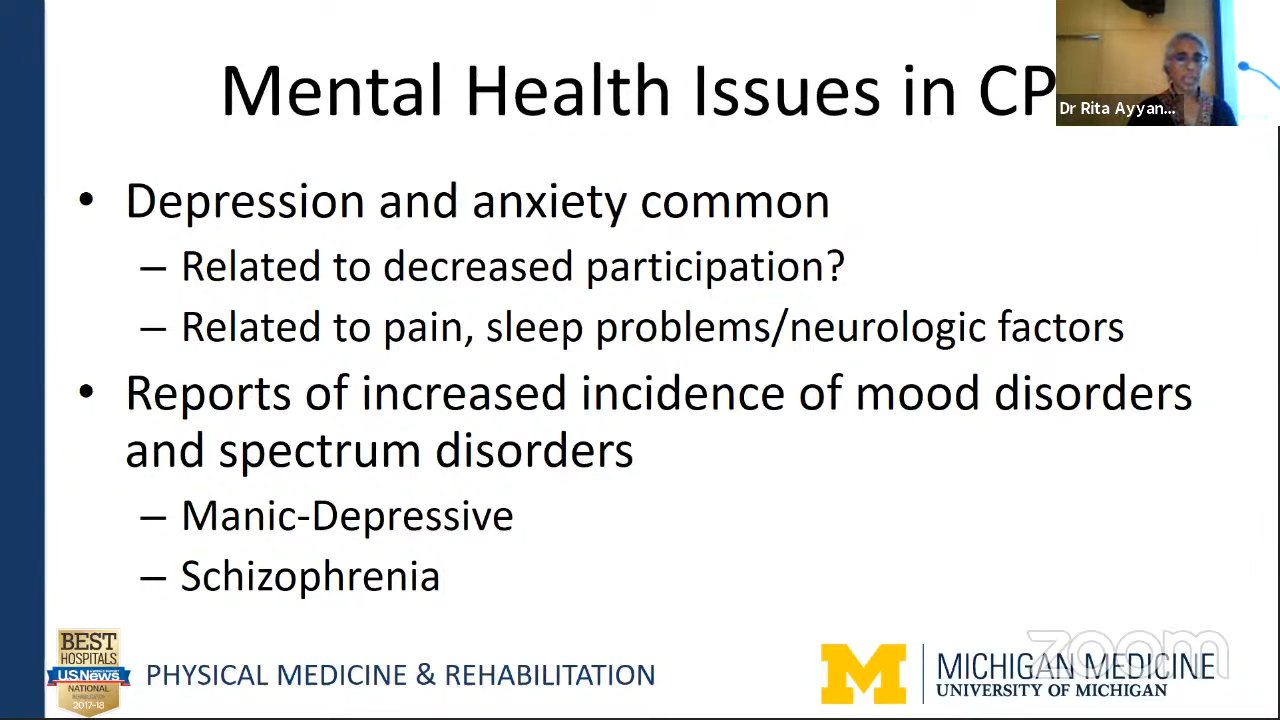 Mental Health Issues in CP
Dr Rita Ayyan...
• Depression and anxiety common
– Related to decreased participation?
– Related to pain, sleep problems/neurologic factors
• Reports of increased incidence of mood disorders
and spectrum disorders
– Manic-Depressive
– Schizophrenia
BEST
HOSPITALS
U.S.News
NATIONAL
REHABILITATION
2017-18
PHYSICAL MEDICINE & REHABILITATION
M
MICHIGAN MEDICINE
UNIVERSITY OF MICHIGAN
zoom